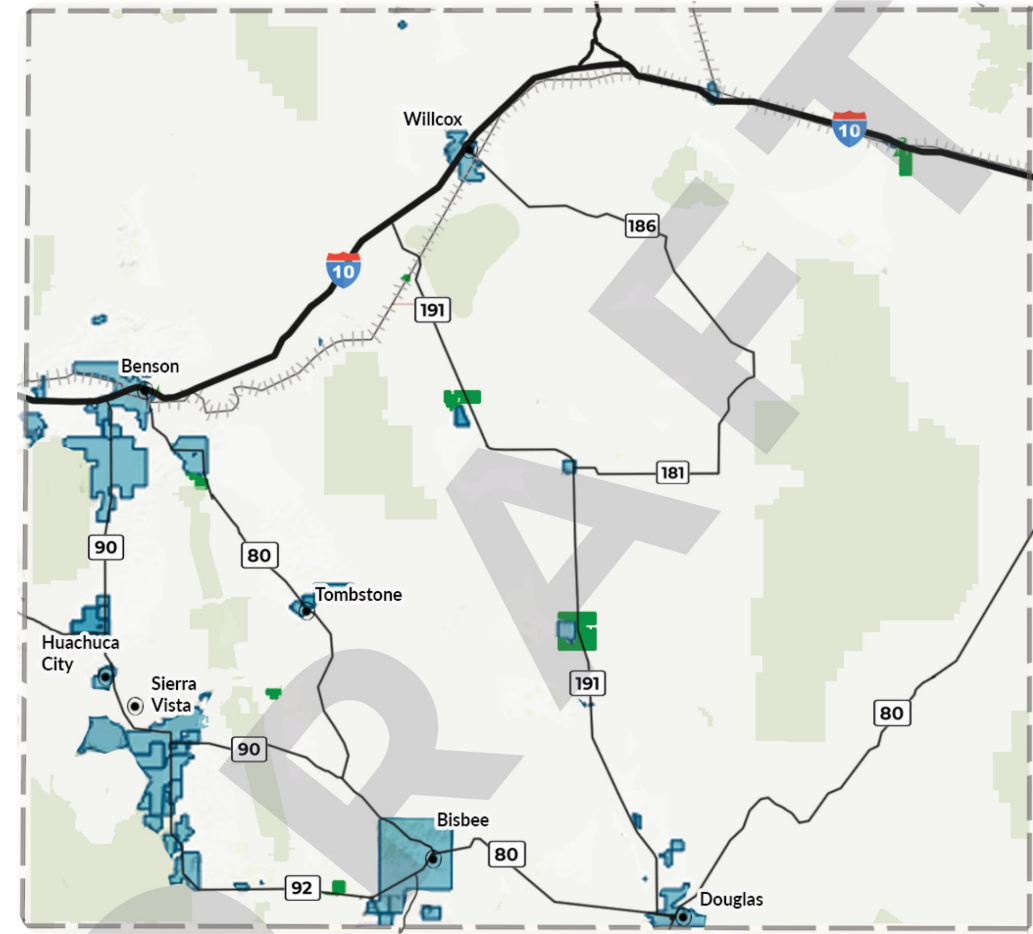 Willcox
10
186
10
191
Benson
181
90
80
Tombstone
Huachuca
City
191
Sierra
Vista
80
90
Bisbee
80
92
Douglas
DRAFT